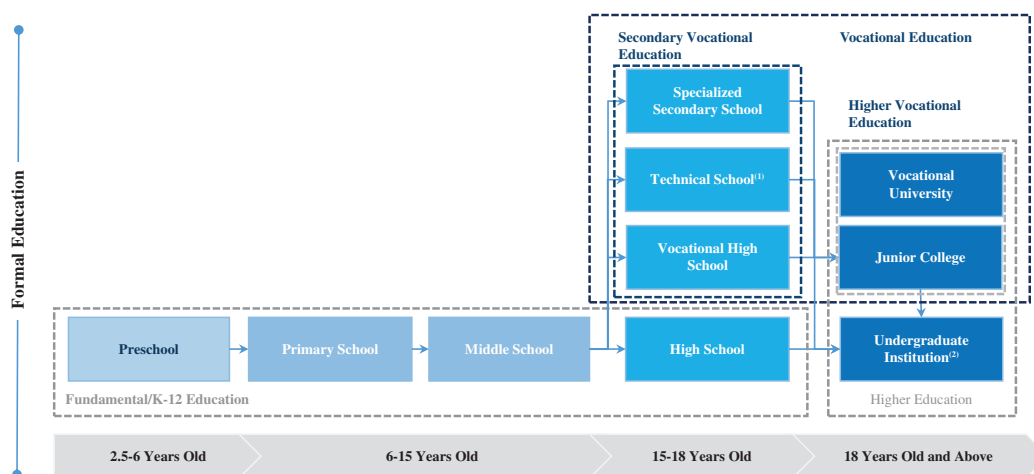 Formal Education
Secondary Vocational
Education
Vocational Education
Specialized
Secondary School
Higher Vocational
Education
Technical School(1)
Vocational
University
Vocational High
School
Junior College
Preschool
Primary School
Middle School
High School
Undergraduate
Institution(2)
Fundamental/K-12 Education
Higher Education
2.5-6 Years Old
6-15 Years Old
15-18 Years Old
18 Years Old and Above